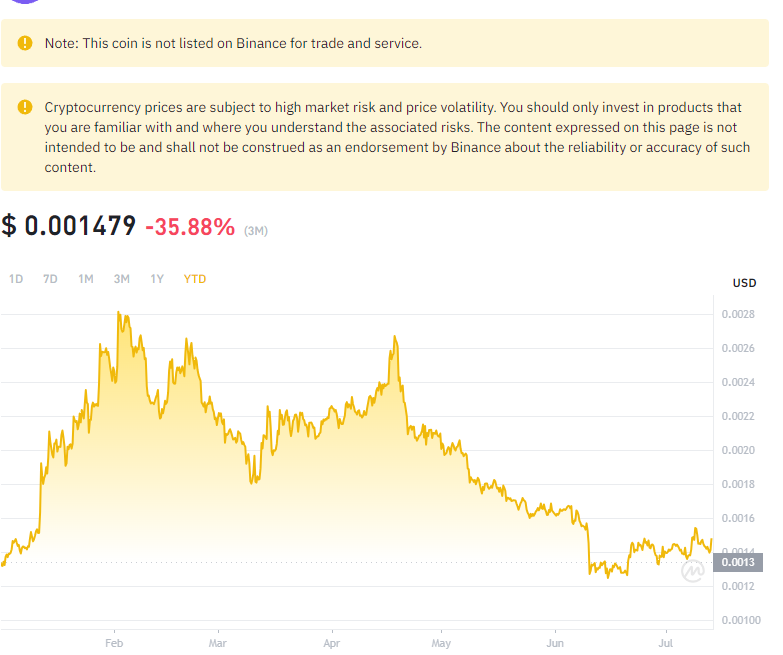 Note: This coin is not listed on Binance for trade and service.
Cryptocurrency prices are subject to high market risk and price volatility. You should only invest in products that
you are familiar with and where you understand the associated risks. The content expressed on this page is not
intended to be and shall not be construed as an endorsement by Binance about the reliability or accuracy of such
content.
$ 0.001479 -35.88% (3M)
1D 7D 1M 3M 1Y YTD
USD
0.0028
0.0026
0.0024
0.0022
0.0020
0.0018
0.0016
0.0014
0.0013
0.0012
0.00100
Feb Mar Apr May Jun Jul